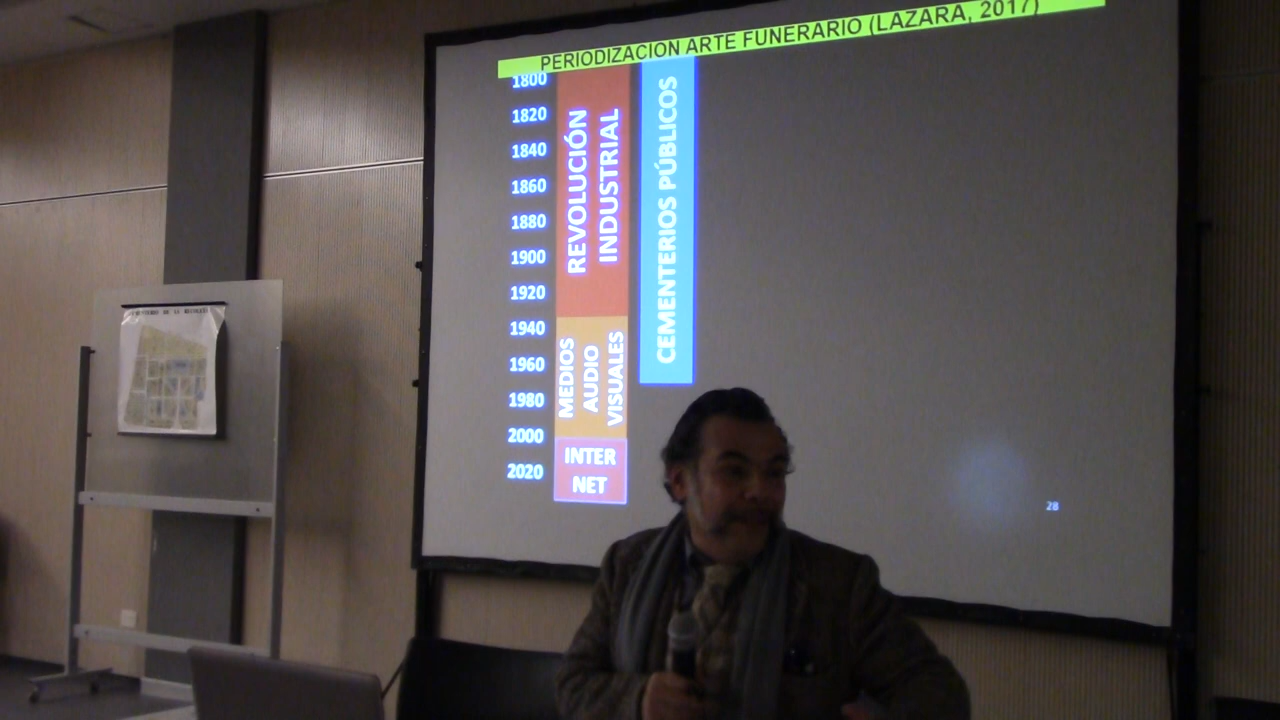 PERIODIZACION ARTE FUNERARIO (LAZARA, 2017)
1800
1820
1840
1860
1880
1900
1920
1940
1960
1980
2000
2020
REVOLUCIÓN
INDUSTRIAL
MEDIOS
AUDIO
VISUALES
INTER
NET
CEMENTERIOS PÚBLICOS
28